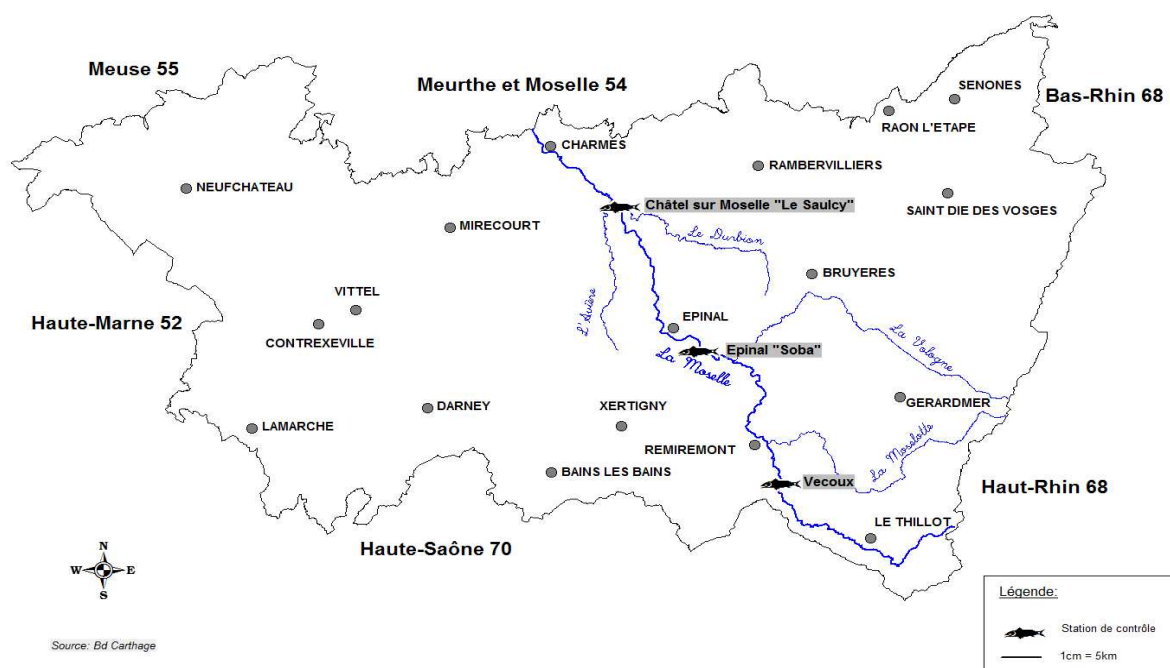 Meuse 55
Meurthe et Moselle 54
Bas-Rhin 68
SENONES
RAON L'ETAPE
CHARMES
RAMBERVILLIERS
NEUFCHATEAU
SAINT DIE DES VOSGES
Châtel sur Moselle "Le Saulcy"
MIRECOURT
Le Durbion
BRUYERES
VITTEL
L'Avière
Haute-Marne 52
CONTREXEVILLE
EPINAL
Epinal "Soba"
La Vologne
La Moselle
GERARDMER
DARNEY
XERTIGNY
LAMARCHE
REMIREMONT
La Moselotte
BAINS LES BAINS
Vecoux
Haut-Rhin 68
LE THILLOT
Haute-Saône 70
N
W E
S
Légende:
Station de contrôle
1cm = 5km
Source: Bd Carthage